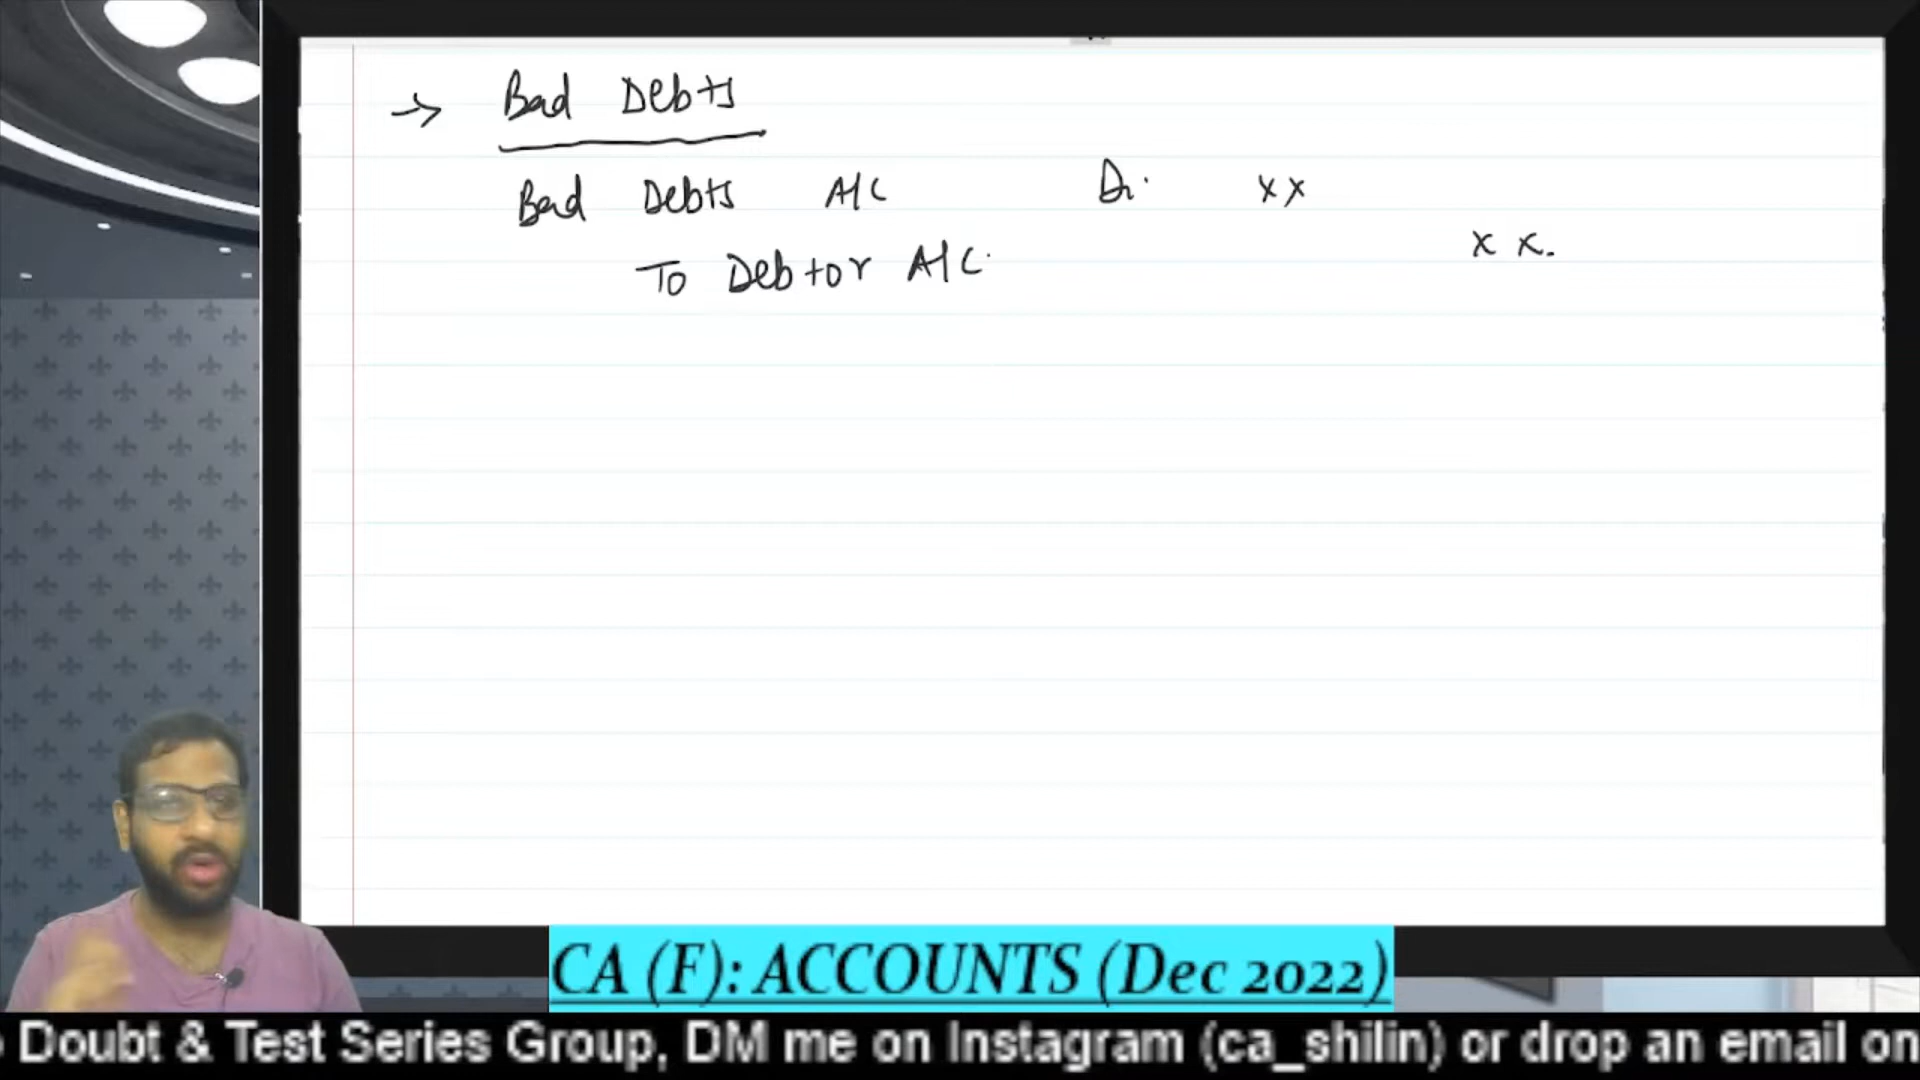 → Bad Debts
Bad Debts A/C Dr. xx
To Debtor A/C. xx.
CA (F): ACCOUNTS (Dec 2022)
Doubt & Test Series Group, DM me on Instagram (ca_shilin) or drop an email on